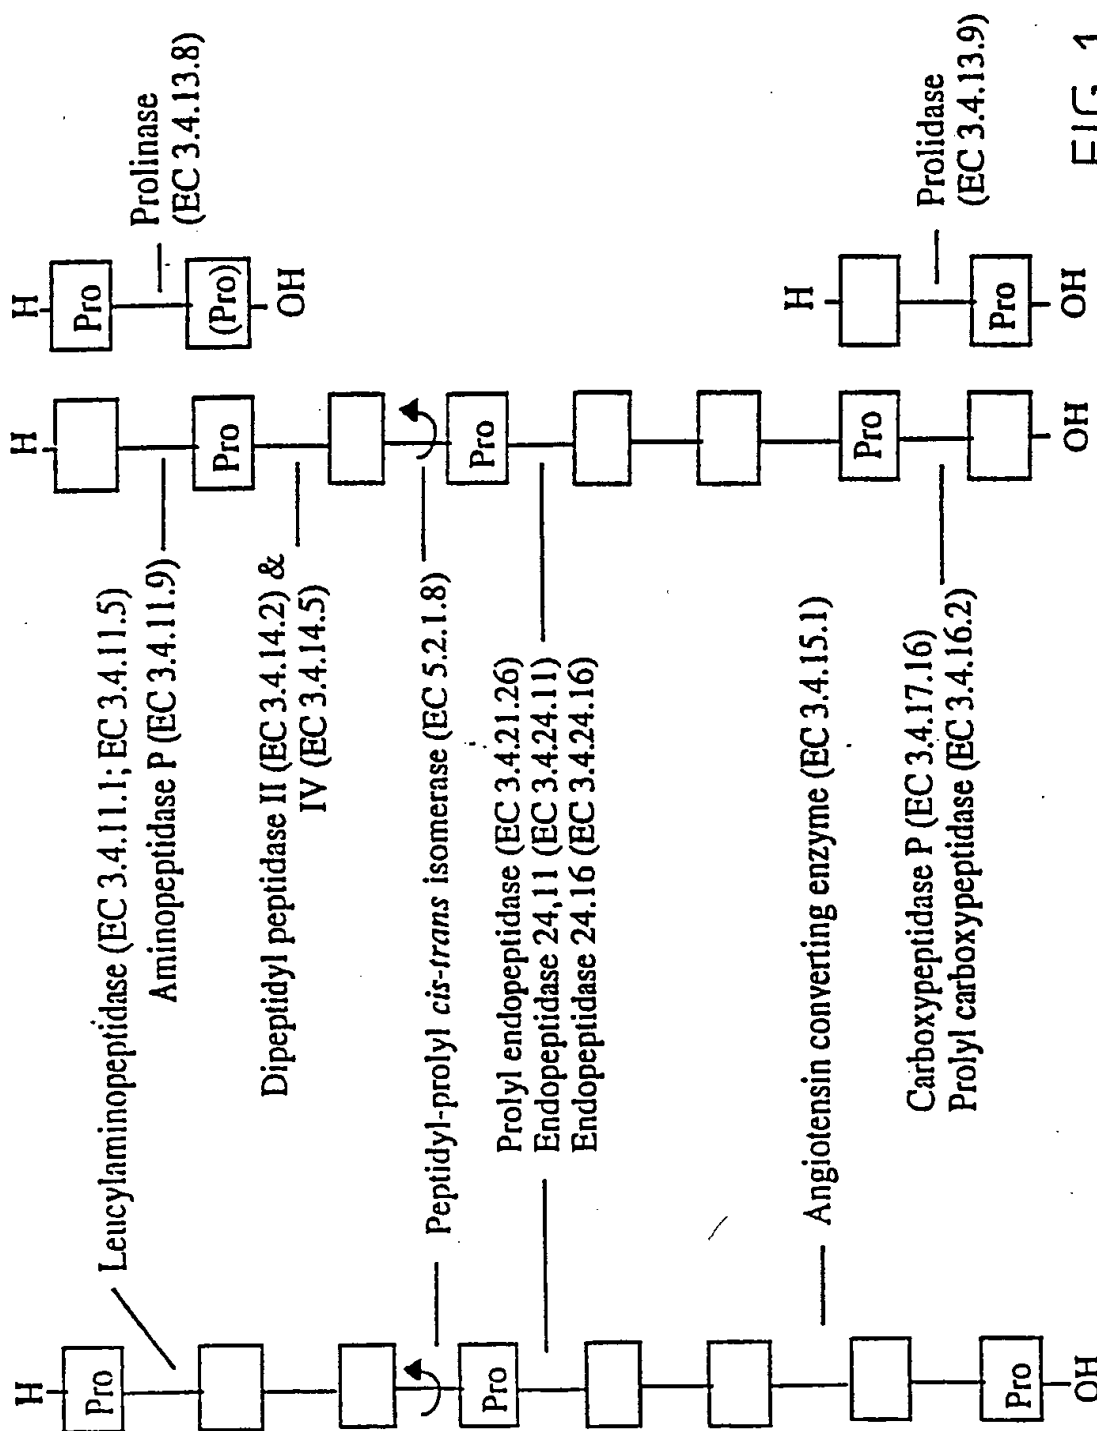 H
H
H
Pro
Pro
Leucylaminopeptidase (EC 3.4.11.1; EC 3.4.11.5)
Aminopeptidase P (EC 3.4.11.9)
Prolinase
(EC 3.4.13.8)
Pro
(Pro)
OH
Dipeptidyl peptidase II (EC 3.4.14.2) &
IV (EC 3.4.14.5)
Peptidyl-prolyl cis-trans isomerase (EC 5.2.1.8)
Pro
Pro
Prolyl endopeptidase (EC 3.4.21.26)
Endopeptidase 24,11 (EC 3.4.24.11)
Endopeptidase 24.16 (EC 3.4.24.16)
Angiotensin converting enzyme (EC 3.4.15.1)
H
Pro
Carboxypeptidase P (EC 3.4.17.16)
Prolyl carboxypeptidase (EC 3.4.16.2)
Prolidase
(EC 3.4.13.9)
Pro
Pro
OH
OH
OH
FIG. 1